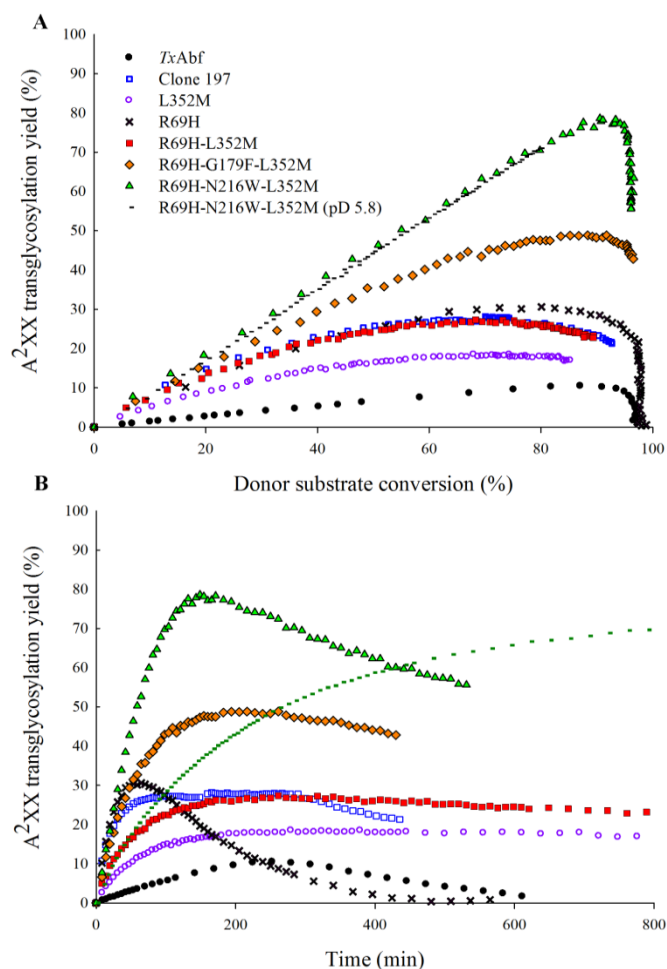 A
A²XX transglycosylation yield (%)
100
90
80
70
60
50
40
30
20
10
0
TxAbf
Clone 197
L352M
R69H
R69H-L352M
R69H-G179F-L352M
R69H-N216W-L352M
R69H-N216W-L352M (pD 5.8)
0 20 40 60 80 100
Donor substrate conversion (%)
B
A²XX transglycosylation yield (%)
100
90
80
70
60
50
40
30
20
10
0
0 200 400 600 800
Time (min)